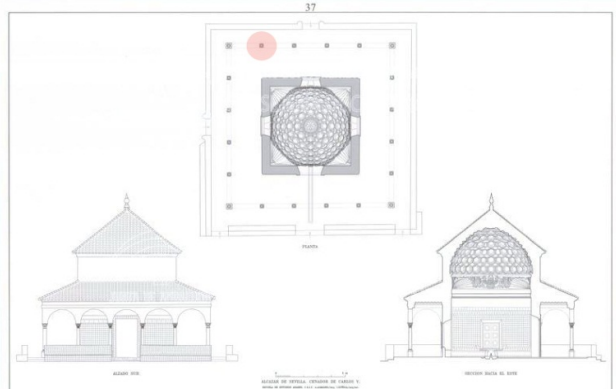 37
PLANTA
ALZADO SUR
SECCION HACIA EL ESTE
ALCAZAR DE SEVILLA. CENADOR DE CARLOS V.